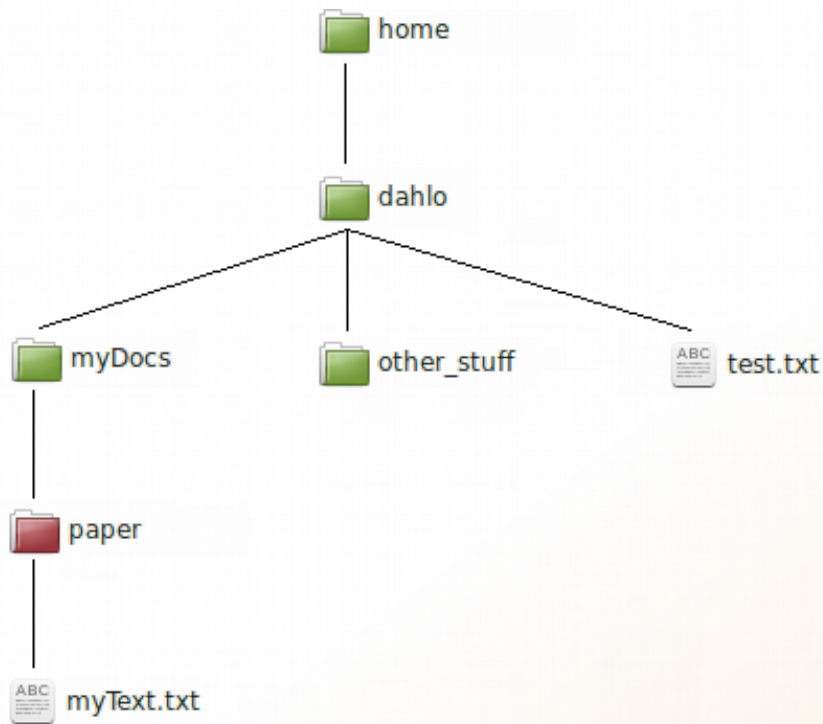 home
dahlo
myDocs
other_stuff
ABC
test.txt
paper
ABC
myText.txt